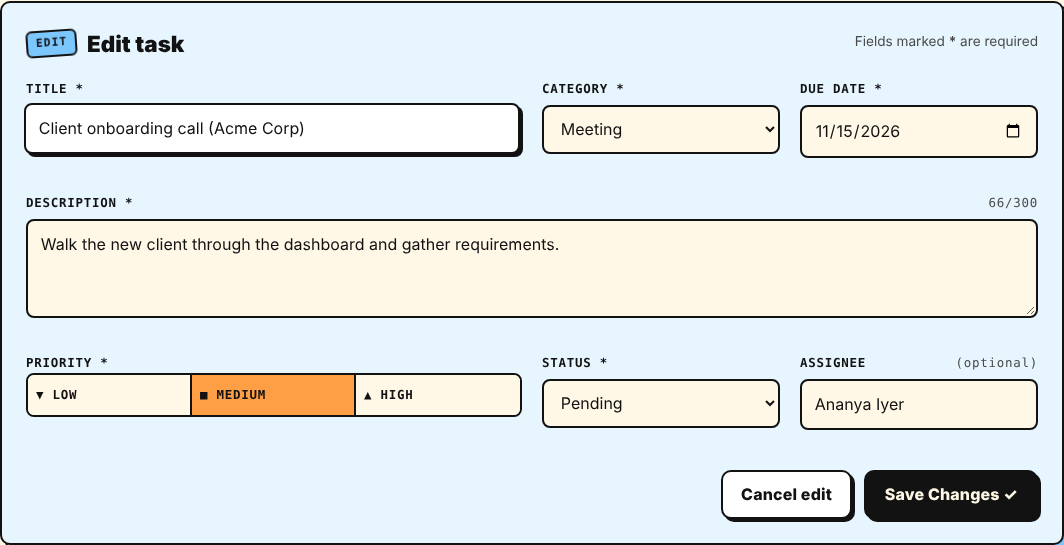 EDIT Edit task Fields marked * are required
TITLE * CATEGORY * DUE DATE *
Client onboarding call (Acme Corp) Meeting 11/15/2026
DESCRIPTION * 66/300
Walk the new client through the dashboard and gather requirements.
PRIORITY * STATUS * ASSIGNEE (optional)
▼ LOW ■ MEDIUM ▲ HIGH Pending Ananya Iyer
Cancel edit Save Changes ✓